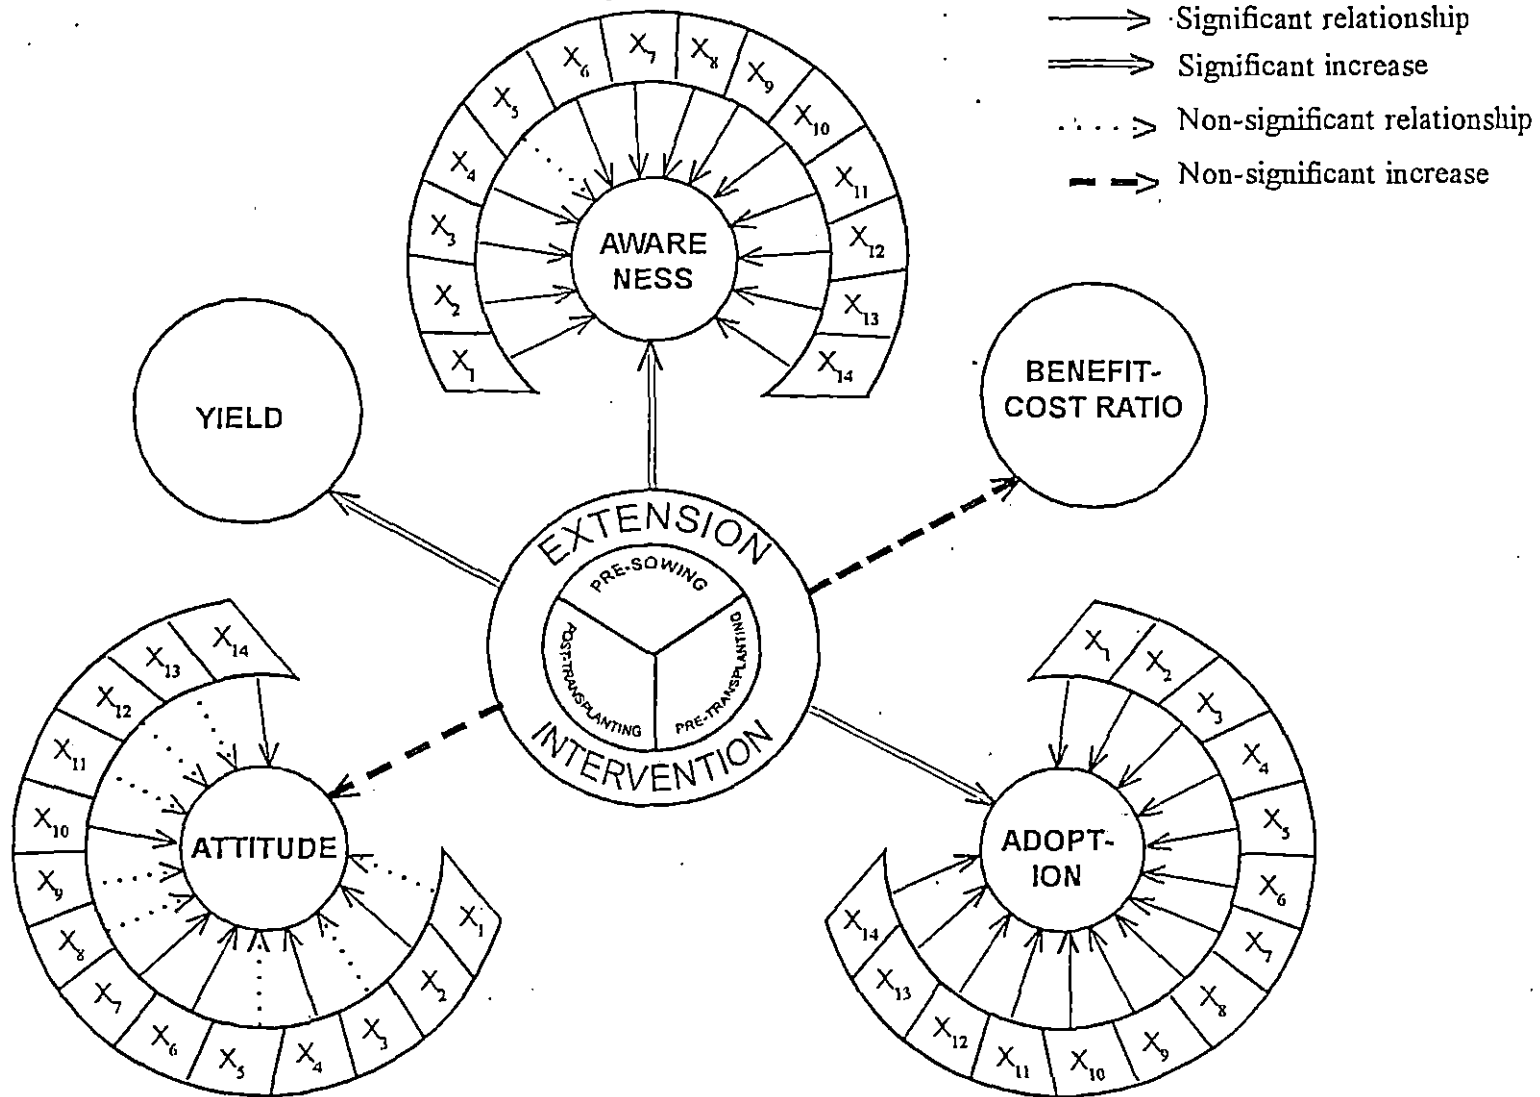 Significant relationship
Significant increase
Non-significant relationship
Non-significant increase
X1
X2
X3
X4
X5
X6
X7
X8
X9
X10
X11
X12
X13
X14
AWARE
NESS
YIELD
BENEFIT-
COST RATIO
EXTENSION
PRE-SOWING
POST-TRANSPLANTING
PRE-TRANSPLANTING
INTERVENTION
X14
X13
X12
X11
X10
X9
X8
X7
X6
X5
X4
X3
X2
X1
ATTITUDE
X1
X2
X3
X4
X5
X6
X7
X8
X9
X10
X11
X12
X13
X14
ADOPT-
ION